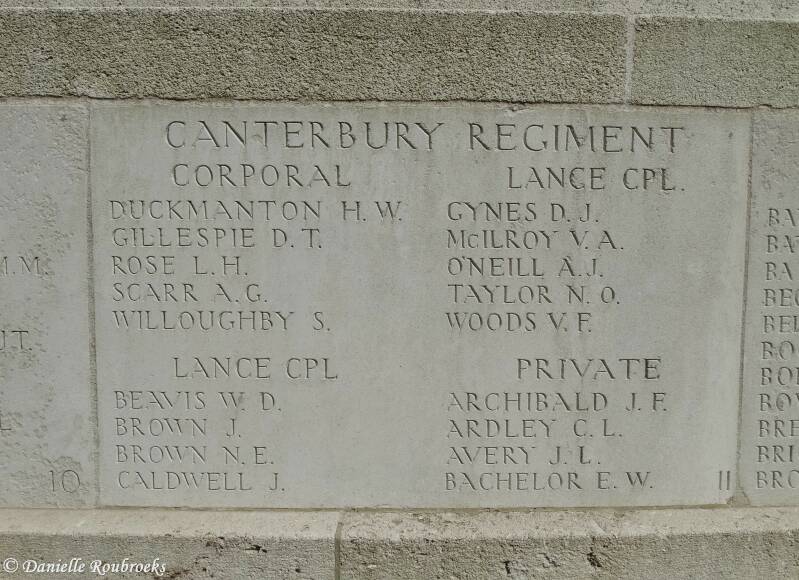 CANTERBURY REGIMENT
CORPORAL
DUCKMANTON H. W.
GILLESPIE D. T.
ROSE L. H.
SCARR A. G.
WILLOUGHBY S.
LANCE CPL
BEAVIS W. D.
BROWN J.
BROWN N. E.
CALDWELL J.
LANCE CPL.
GYNES D. J.
McILROY V. A.
O'NEILL A. J.
TAYLOR N. O.
WOODS V. F.
PRIVATE
ARCHIBALD J. F.
ARDLEY C. L.
AVERY J. L.
BACHELOR E. W.
10
11
M.M.
© Danielle Roubroeks